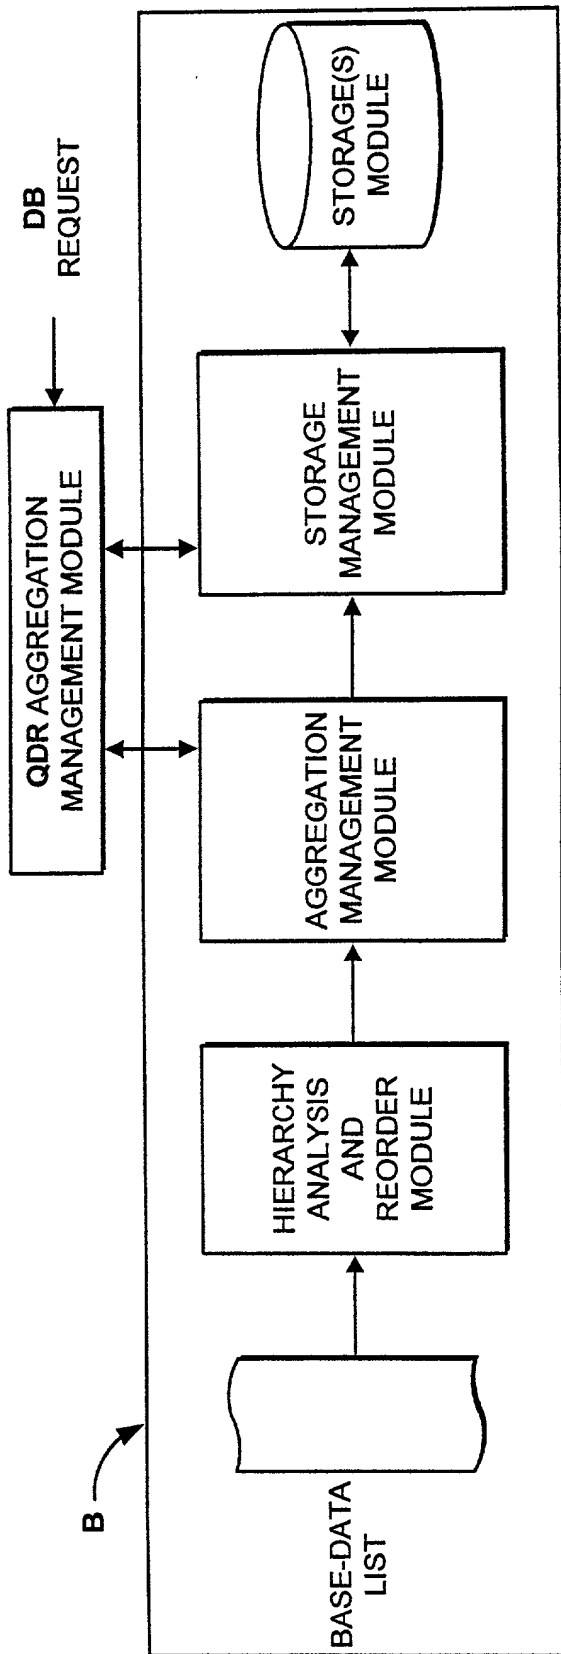 DB
REQUEST
QDR AGGREGATION
MANAGEMENT MODULE
B
BASE-DATA
LIST
HIERARCHY
ANALYSIS
AND
REORDER
MODULE
AGGREGATION
MANAGEMENT
MODULE
STORAGE
MANAGEMENT
MODULE
STORAGE(S)
MODULE